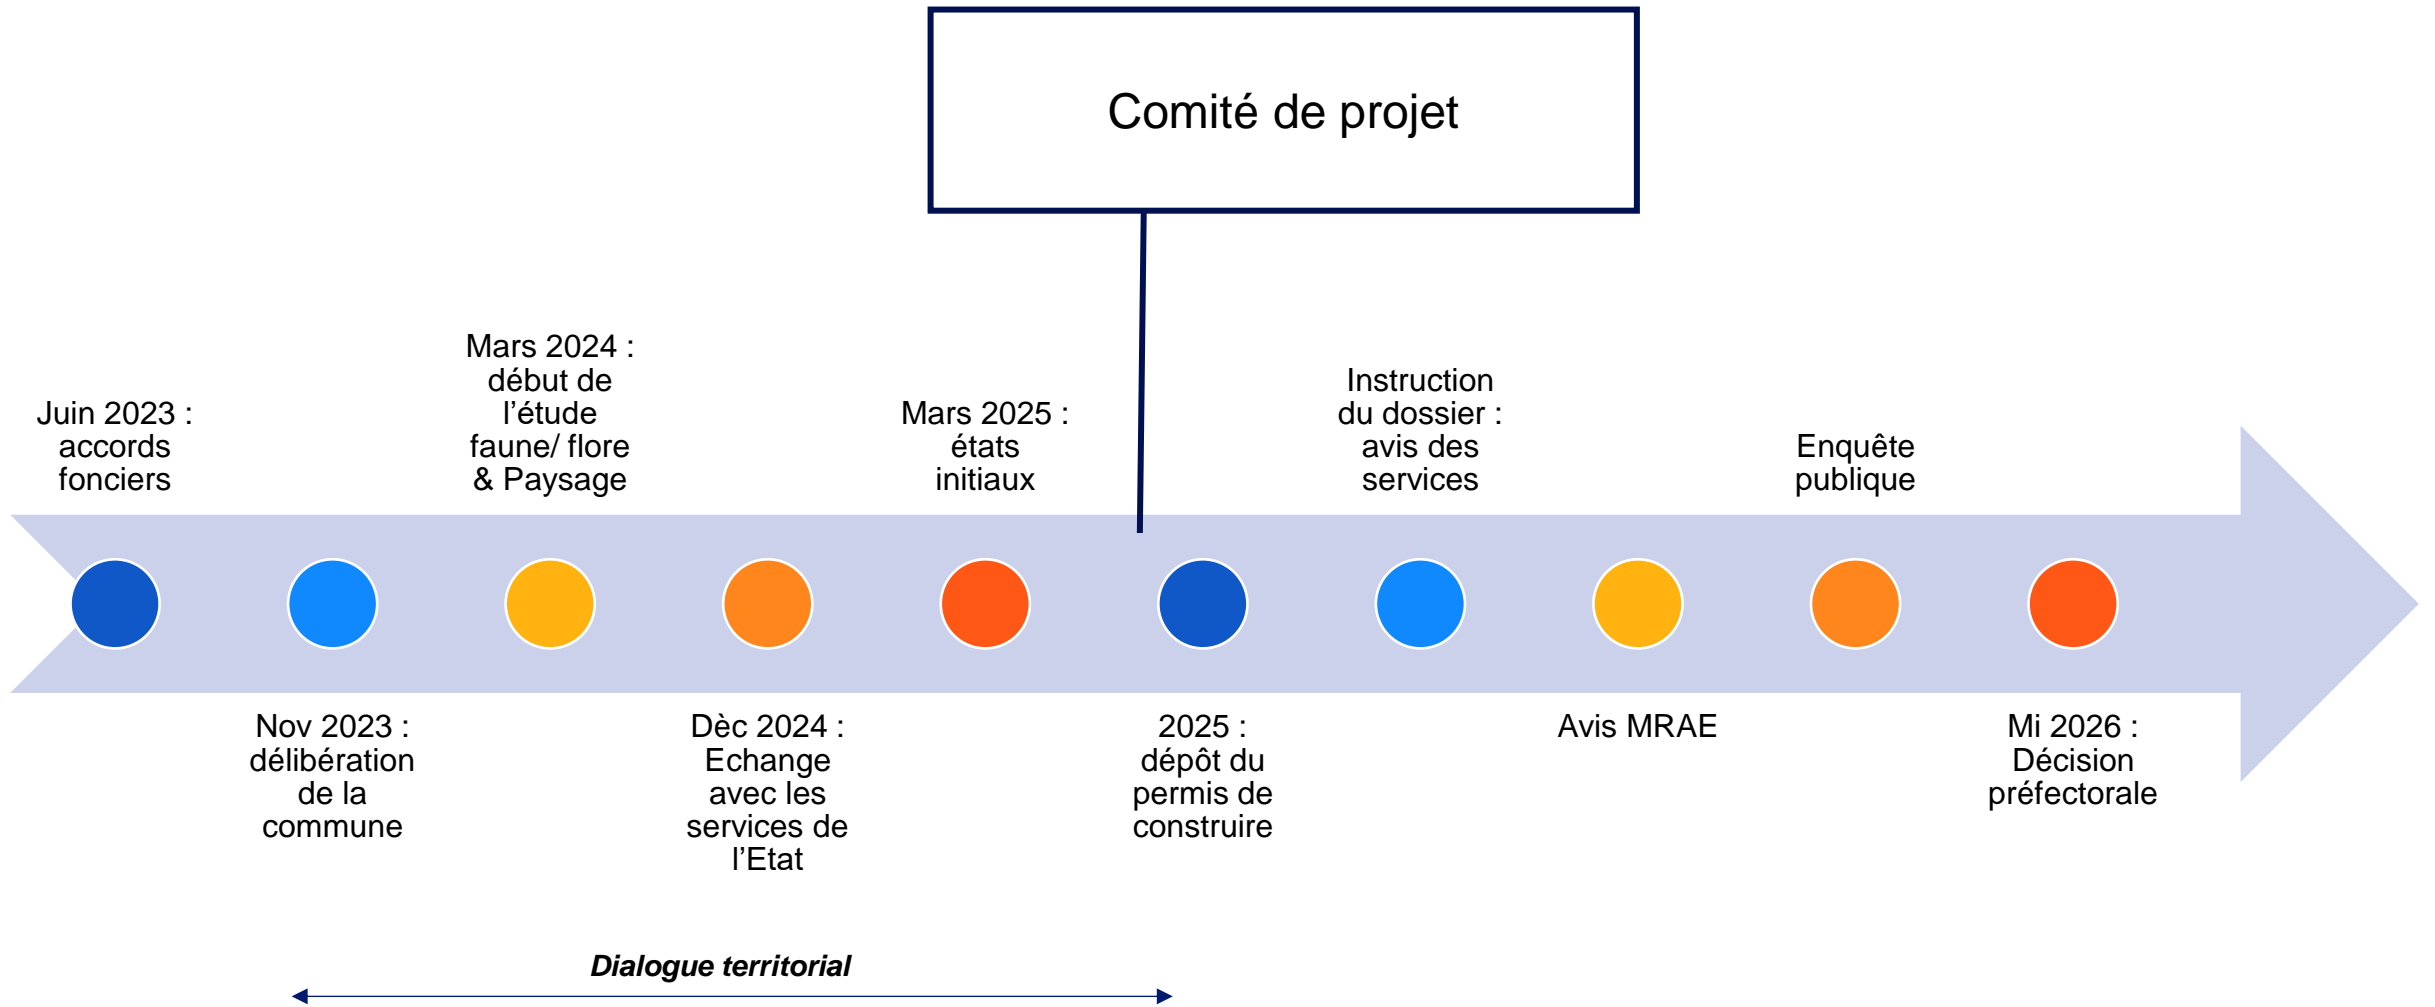 Comité de projet
Juin 2023 :
accords
fonciers
Nov 2023 :
délibération
de la
commune
Mars 2024 :
début de
l’étude
faune/ flore
& Paysage
Dèc 2024 :
Echange
avec les
services de
l’Etat
Mars 2025 :
états
initiaux
2025 :
dépôt du
permis de
construire
Instruction
du dossier :
avis des
services
Avis MRAE
Enquête
publique
Mi 2026 :
Décision
préfectorale
Dialogue territorial